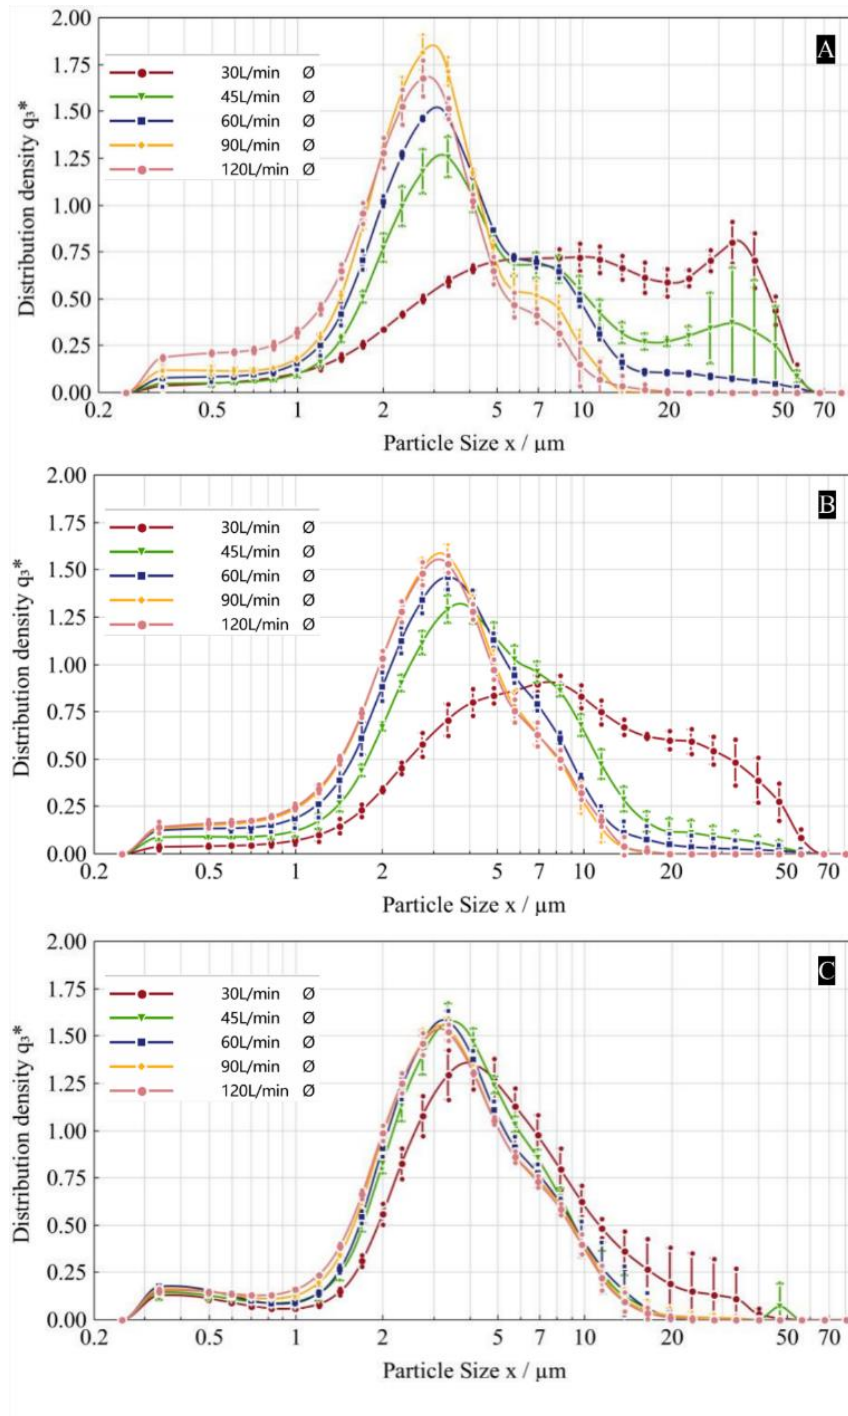 A
Distribution density q₃*
2.00
1.75
1.50
1.25
1.00
0.75
0.50
0.25
0.00
30L/min Ø
45L/min Ø
60L/min Ø
90L/min Ø
120L/min Ø
0.2 0.5 1 2 5 7 10 20 50 70
Particle Size x / µm
B
Distribution density q₃*
2.00
1.75
1.50
1.25
1.00
0.75
0.50
0.25
0.00
30L/min Ø
45L/min Ø
60L/min Ø
90L/min Ø
120L/min Ø
0.2 0.5 1 2 5 7 10 20 50 70
Particle Size x / µm
C
Distribution density q₃*
2.00
1.75
1.50
1.25
1.00
0.75
0.50
0.25
0.00
30L/min Ø
45L/min Ø
60L/min Ø
90L/min Ø
120L/min Ø
0.2 0.5 1 2 5 7 10 20 50 70
Particle Size x / µm